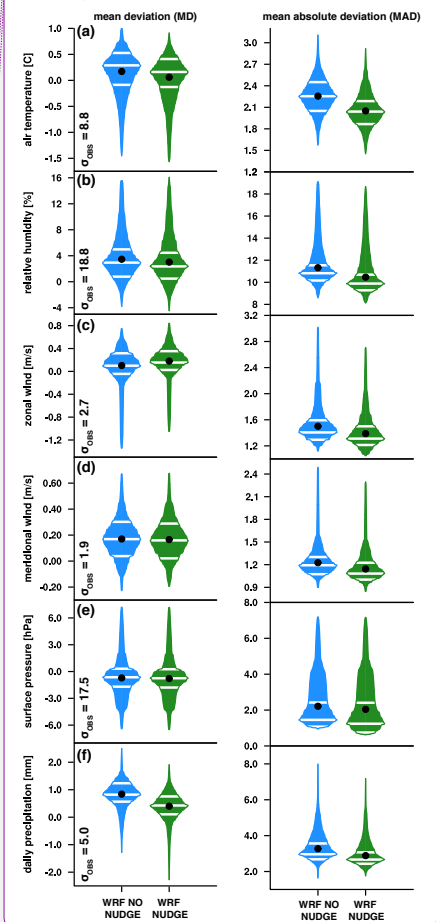 mean deviation (MD)
mean absolute deviation (MAD)
(a)
air temperature [C]
1.0
0.5
0.0
-0.5
-1.0
-1.5
σOBS = 8.8
3.0
2.7
2.4
2.1
1.8
1.5
1.2
(b)
relative humidity [%]
16
12
8
4
0
-4
σOBS = 18.8
18
16
14
12
10
8
3.2
(c)
zonal wind [m/s]
0.8
0.4
0.0
-0.4
-0.8
-1.2
σOBS = 2.7
2.8
2.4
2.0
1.6
1.2
(d)
meridional wind [m/s]
0.60
0.40
0.20
0.00
-0.20
σOBS = 1.9
2.4
2.1
1.8
1.5
1.2
0.9
8.0
(e)
surface pressure [hPa]
6.0
3.0
0.0
-3.0
-6.0
σOBS = 17.5
6.0
4.0
2.0
0.0
(f)
daily precipitation [mm]
2.0
1.0
0.0
-1.0
-2.0
σOBS = 5.0
8.0
6.0
4.0
2.0
WRF NO
NUDGE
WRF
NUDGE
WRF NO
NUDGE
WRF
NUDGE